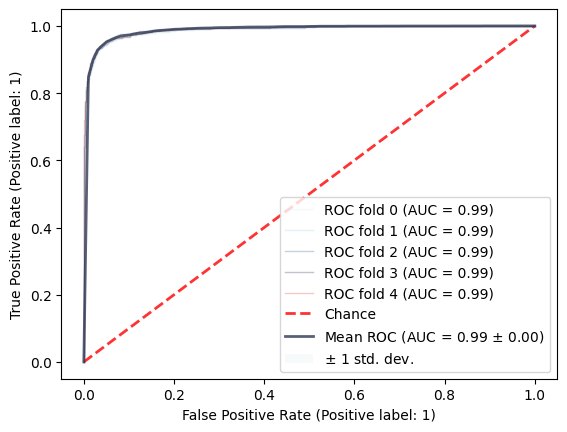 1.0
0.8
0.6
0.4
0.2
0.0
True Positive Rate (Positive label: 1)
ROC fold 0 (AUC = 0.99)
ROC fold 1 (AUC = 0.99)
ROC fold 2 (AUC = 0.99)
ROC fold 3 (AUC = 0.99)
ROC fold 4 (AUC = 0.99)
Chance
Mean ROC (AUC = 0.99 ± 0.00)
± 1 std. dev.
0.0 0.2 0.4 0.6 0.8 1.0
False Positive Rate (Positive label: 1)